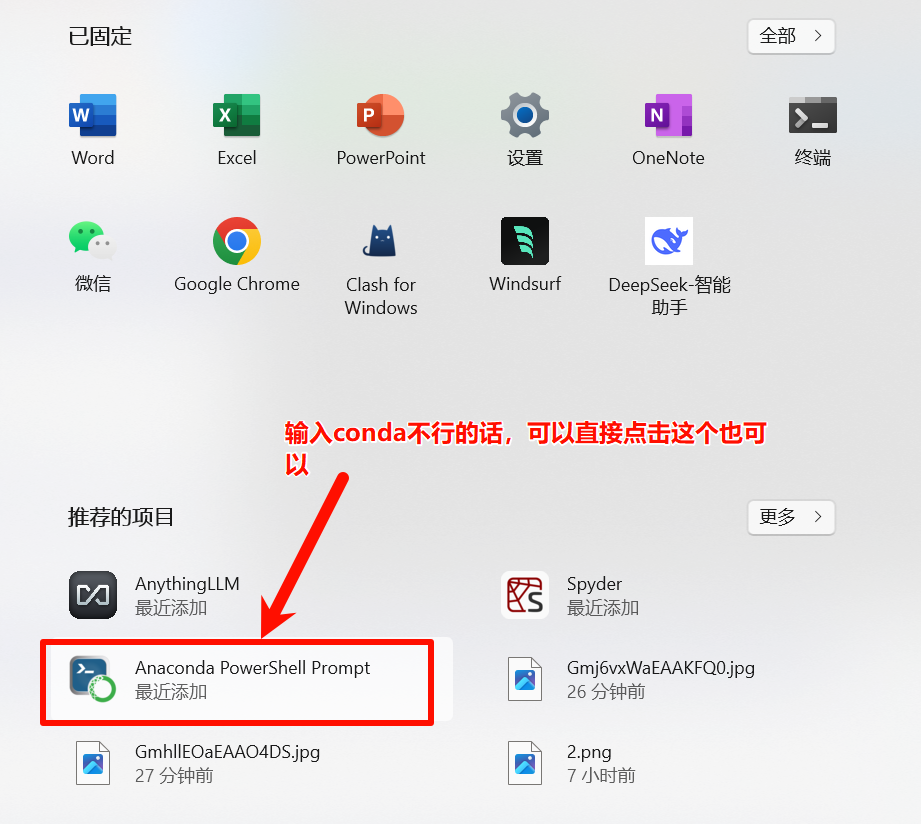 已固定
全部
Word
Excel
PowerPoint
设置
OneNote
终端
微信
Google Chrome
Clash for
Windows
Windsurf
DeepSeek-智能
助手
输入conda不行的话，可以直接点击这个也可
以
推荐的项目
更多
AnythingLLM
最近添加
Spyder
最近添加
Anaconda PowerShell Prompt
最近添加
Gmj6vxWaEAAKFQ0.jpg
26 分钟前
GmhllEOaEAAO4DS.jpg
27 分钟前
2.png
7 小时前